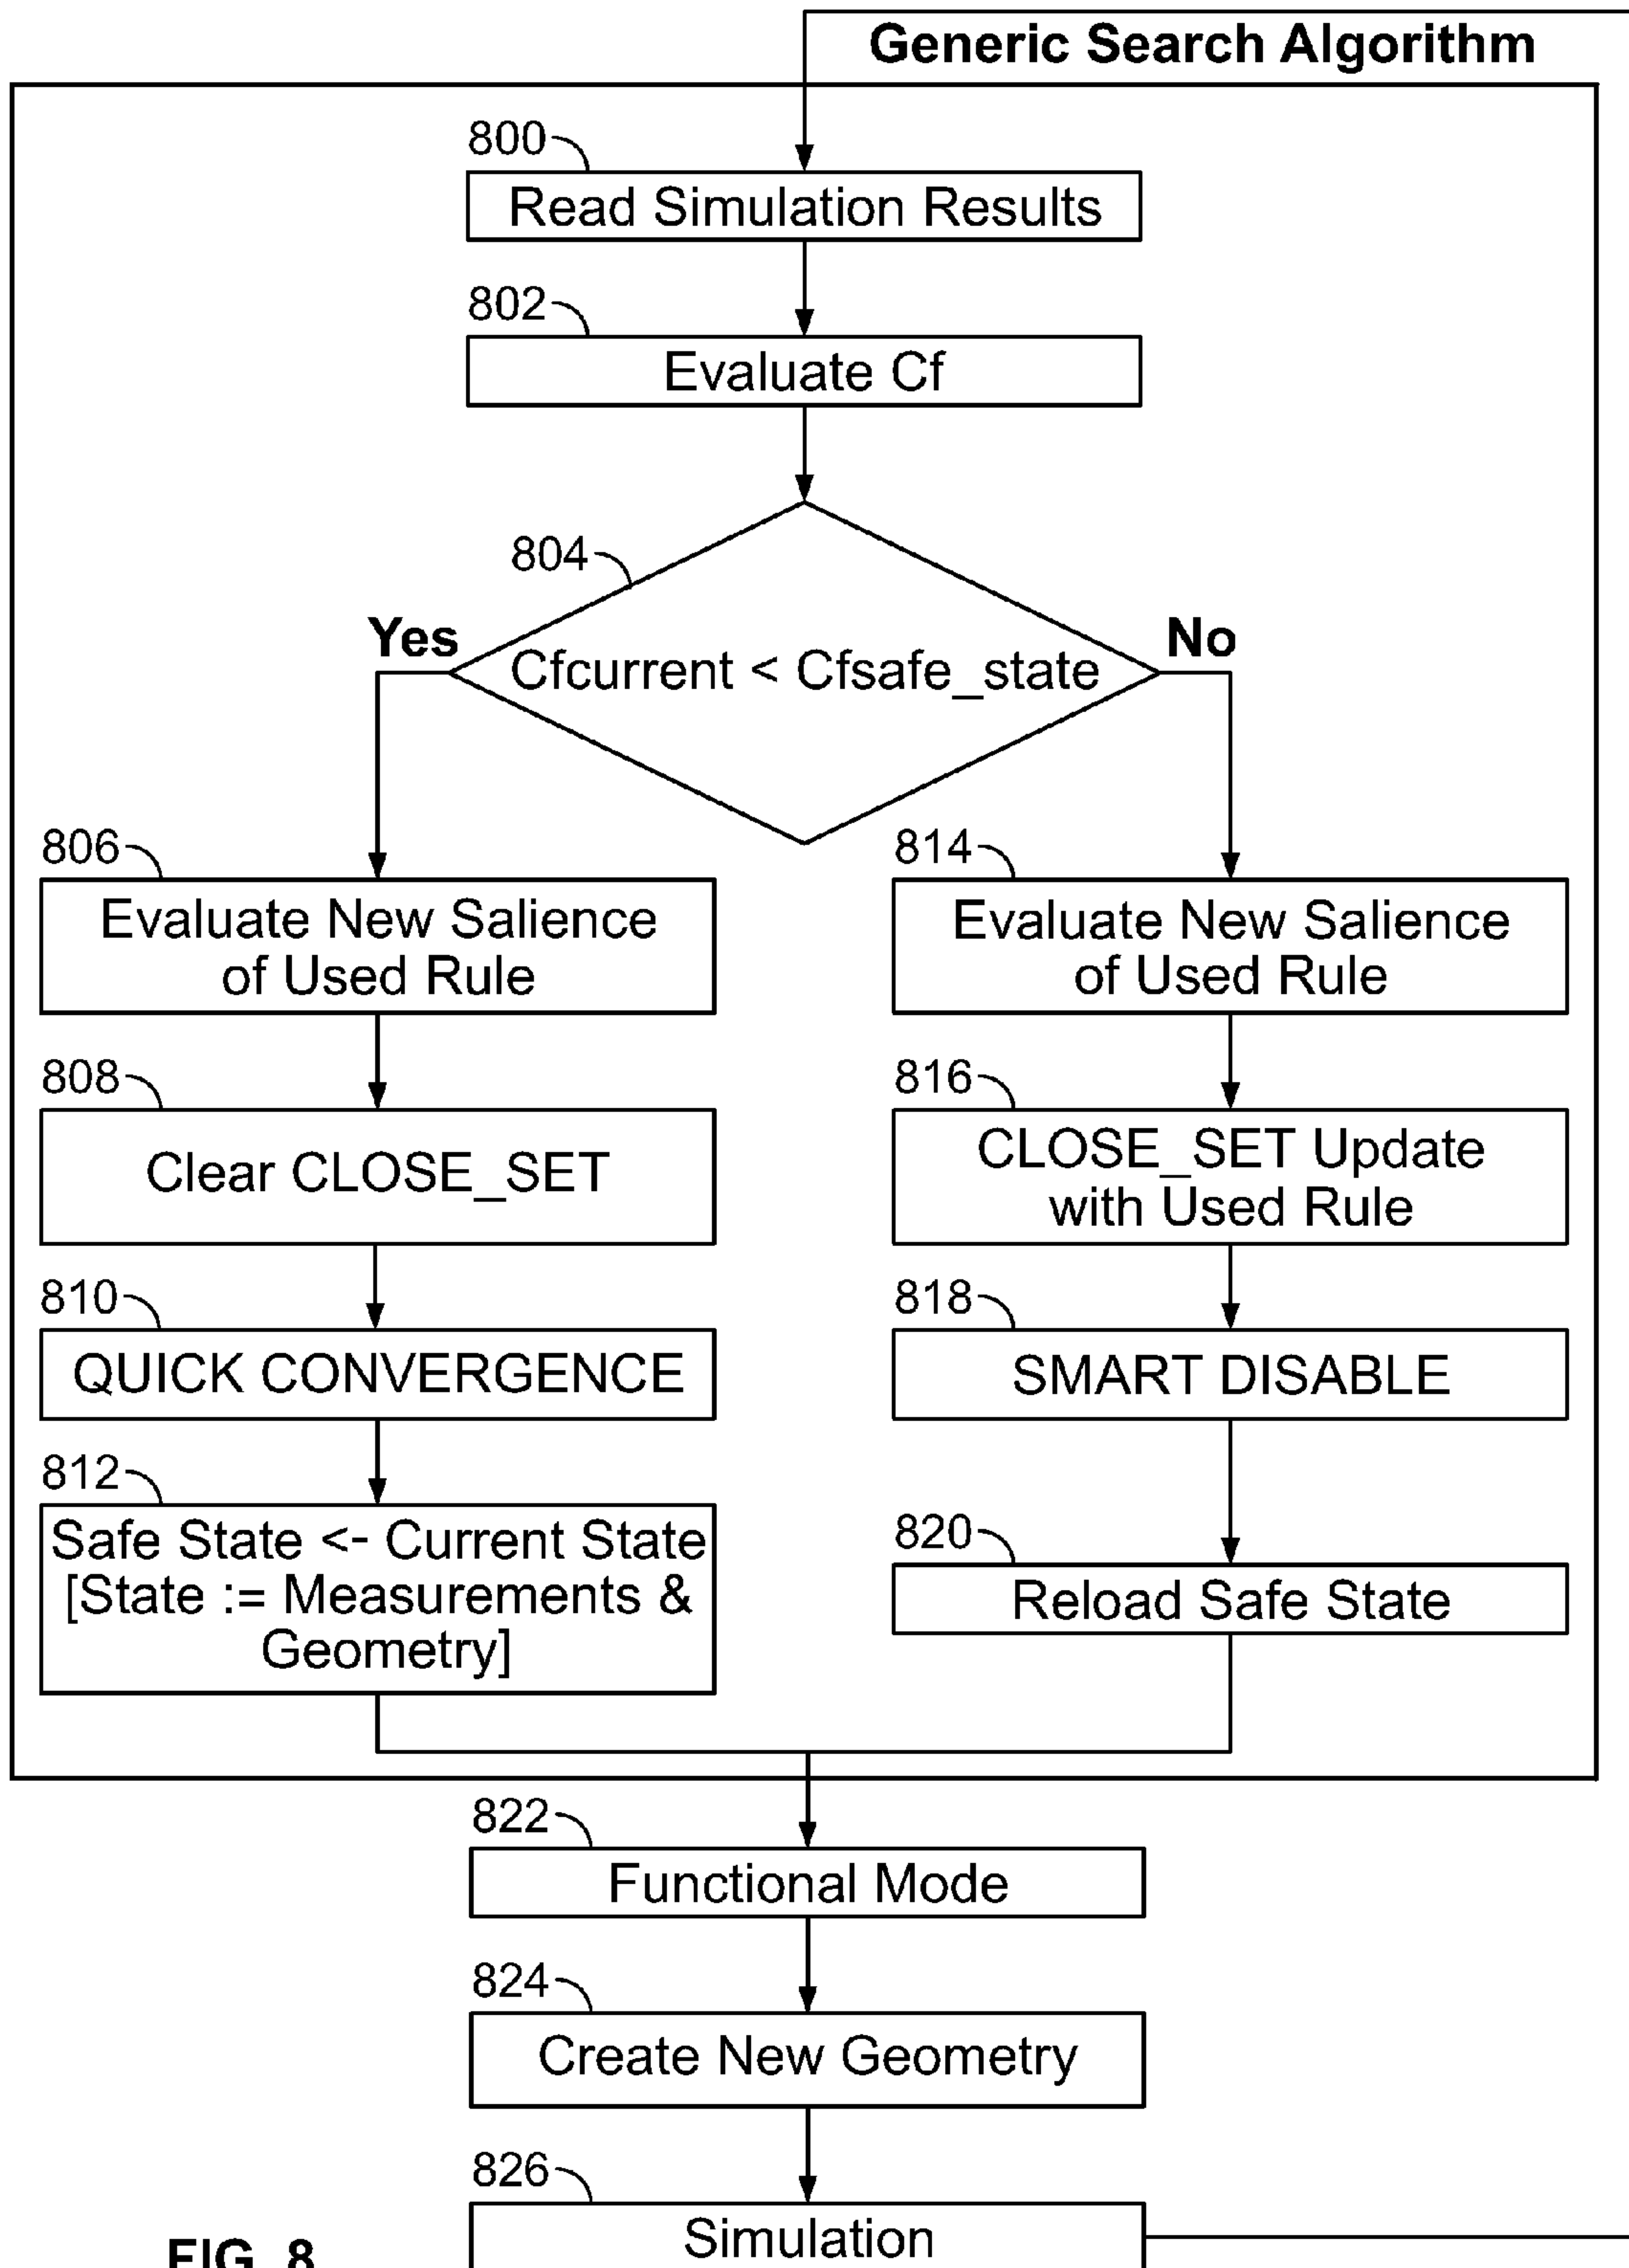 Generic Search Algorithm
800
Read Simulation Results
802
Evaluate Cf
804
Yes
No
Cfcurrent < Cfsafe_state
806
Evaluate New Salience
of Used Rule
808
Clear CLOSE_SET
810
QUICK CONVERGENCE
812
Safe State <- Current State
[State := Measurements &
Geometry]
814
Evaluate New Salience
of Used Rule
816
CLOSE_SET Update
with Used Rule
818
SMART DISABLE
820
Reload Safe State
822
Functional Mode
824
Create New Geometry
826
Simulation
FIG. 8